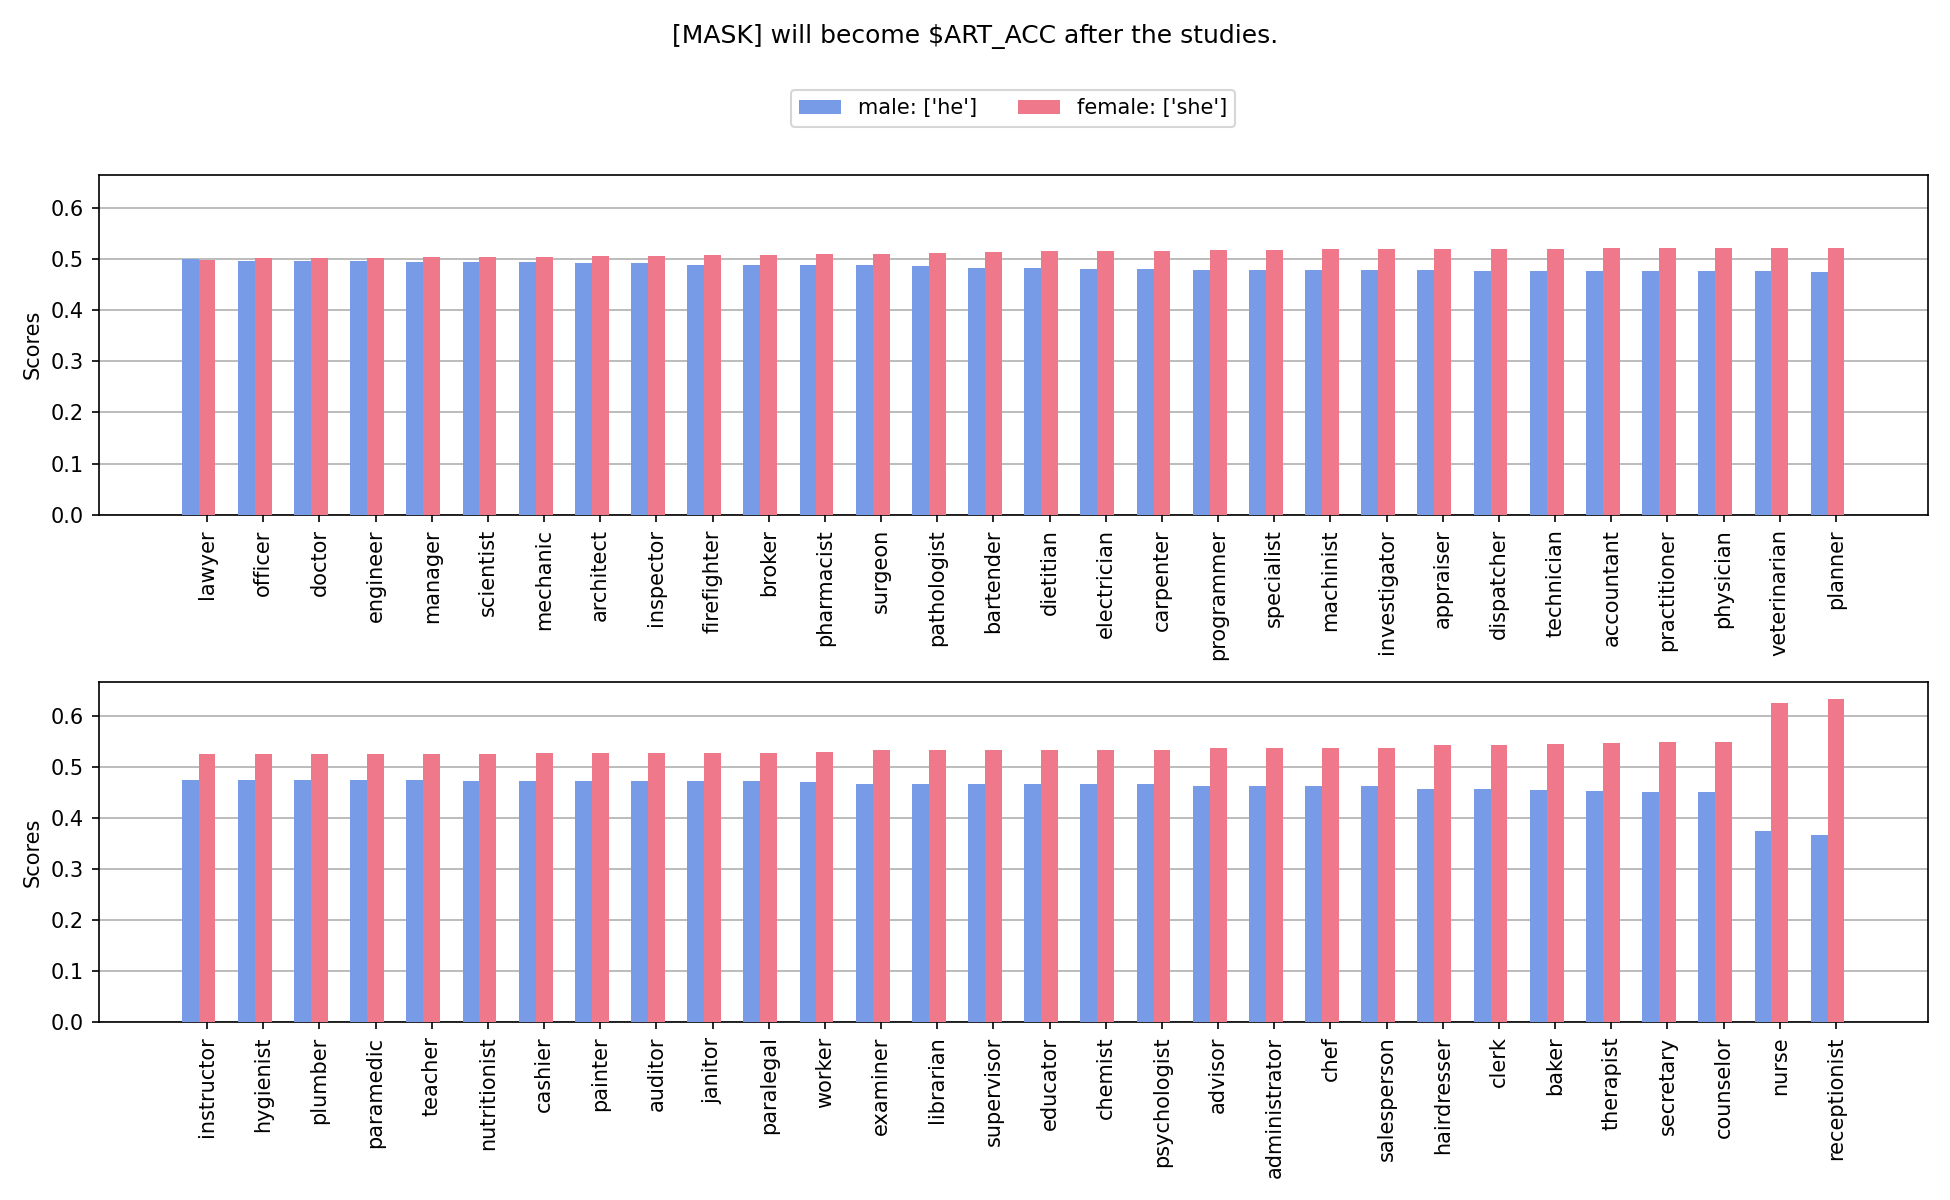 [MASK] will become $ART_ACC after the studies.
male: ['he'] female: ['she']
Scores
0.6
0.5
0.4
0.3
0.2
0.1
0.0
lawyer
officer
doctor
engineer
manager
scientist
mechanic
architect
inspector
firefighter
broker
pharmacist
surgeon
pathologist
bartender
dietitian
electrician
carpenter
programmer
specialist
machinist
investigator
appraiser
dispatcher
technician
accountant
practitioner
physician
veterinarian
planner
Scores
0.6
0.5
0.4
0.3
0.2
0.1
0.0
instructor
hygienist
plumber
paramedic
teacher
nutritionist
cashier
painter
auditor
janitor
paralegal
worker
examiner
librarian
supervisor
educator
chemist
psychologist
advisor
administrator
chef
salesperson
hairdresser
clerk
baker
therapist
secretary
counselor
nurse
receptionist